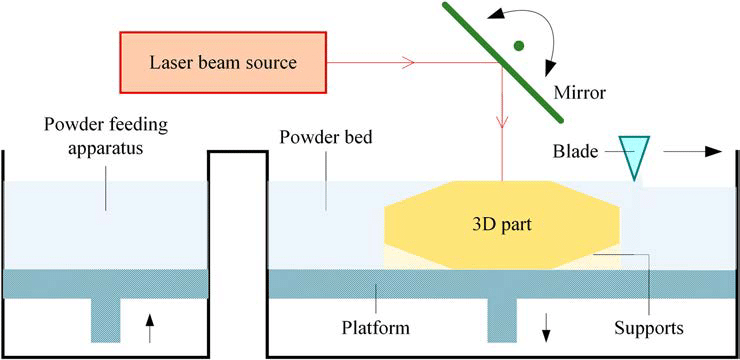 Laser beam source
Mirror
Powder feeding
apparatus
Powder bed
Blade
3D part
Platform
Supports